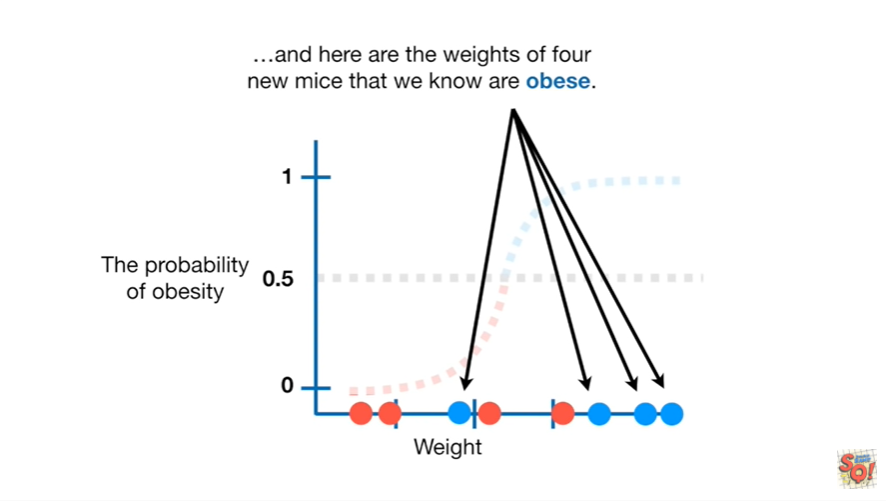 …and here are the weights of four
new mice that we know are obese.
1
The probability
of obesity
0.5
0
Weight
SQ!